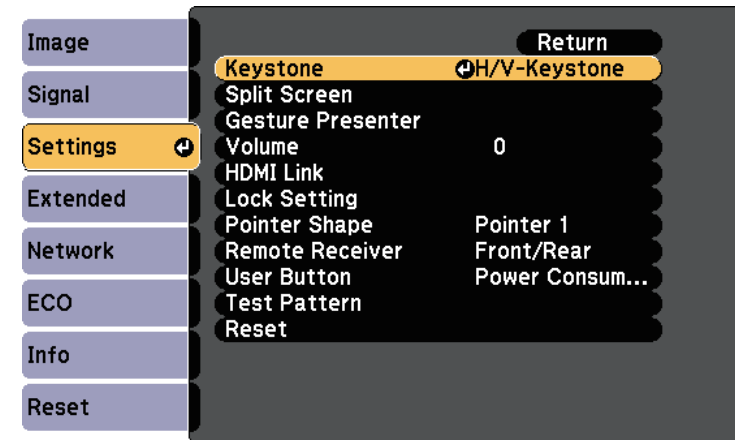 Image
Signal
Settings
Extended
Network
ECO
Info
Reset
Return
Keystone H/V-Keystone
Split Screen
Gesture Presenter
Volume 0
HDMI Link
Lock Setting
Pointer Shape Pointer 1
Remote Receiver Front/Rear
User Button Power Consum...
Test Pattern
Reset